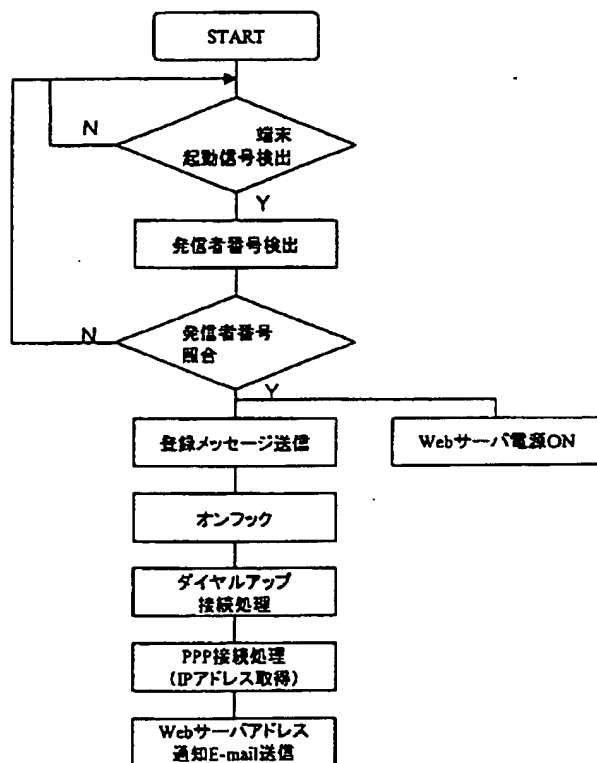 START
N
端末
起動信号検出
Y
発信者番号検出
N
発信者番号
照合
Y
登録メッセージ送信
Webサーバ電源ON
オンフック
ダイヤルアップ
接続処理
PPP接続処理
(IPアドレス取得)
Webサーバアドレス
通知E-mail送信